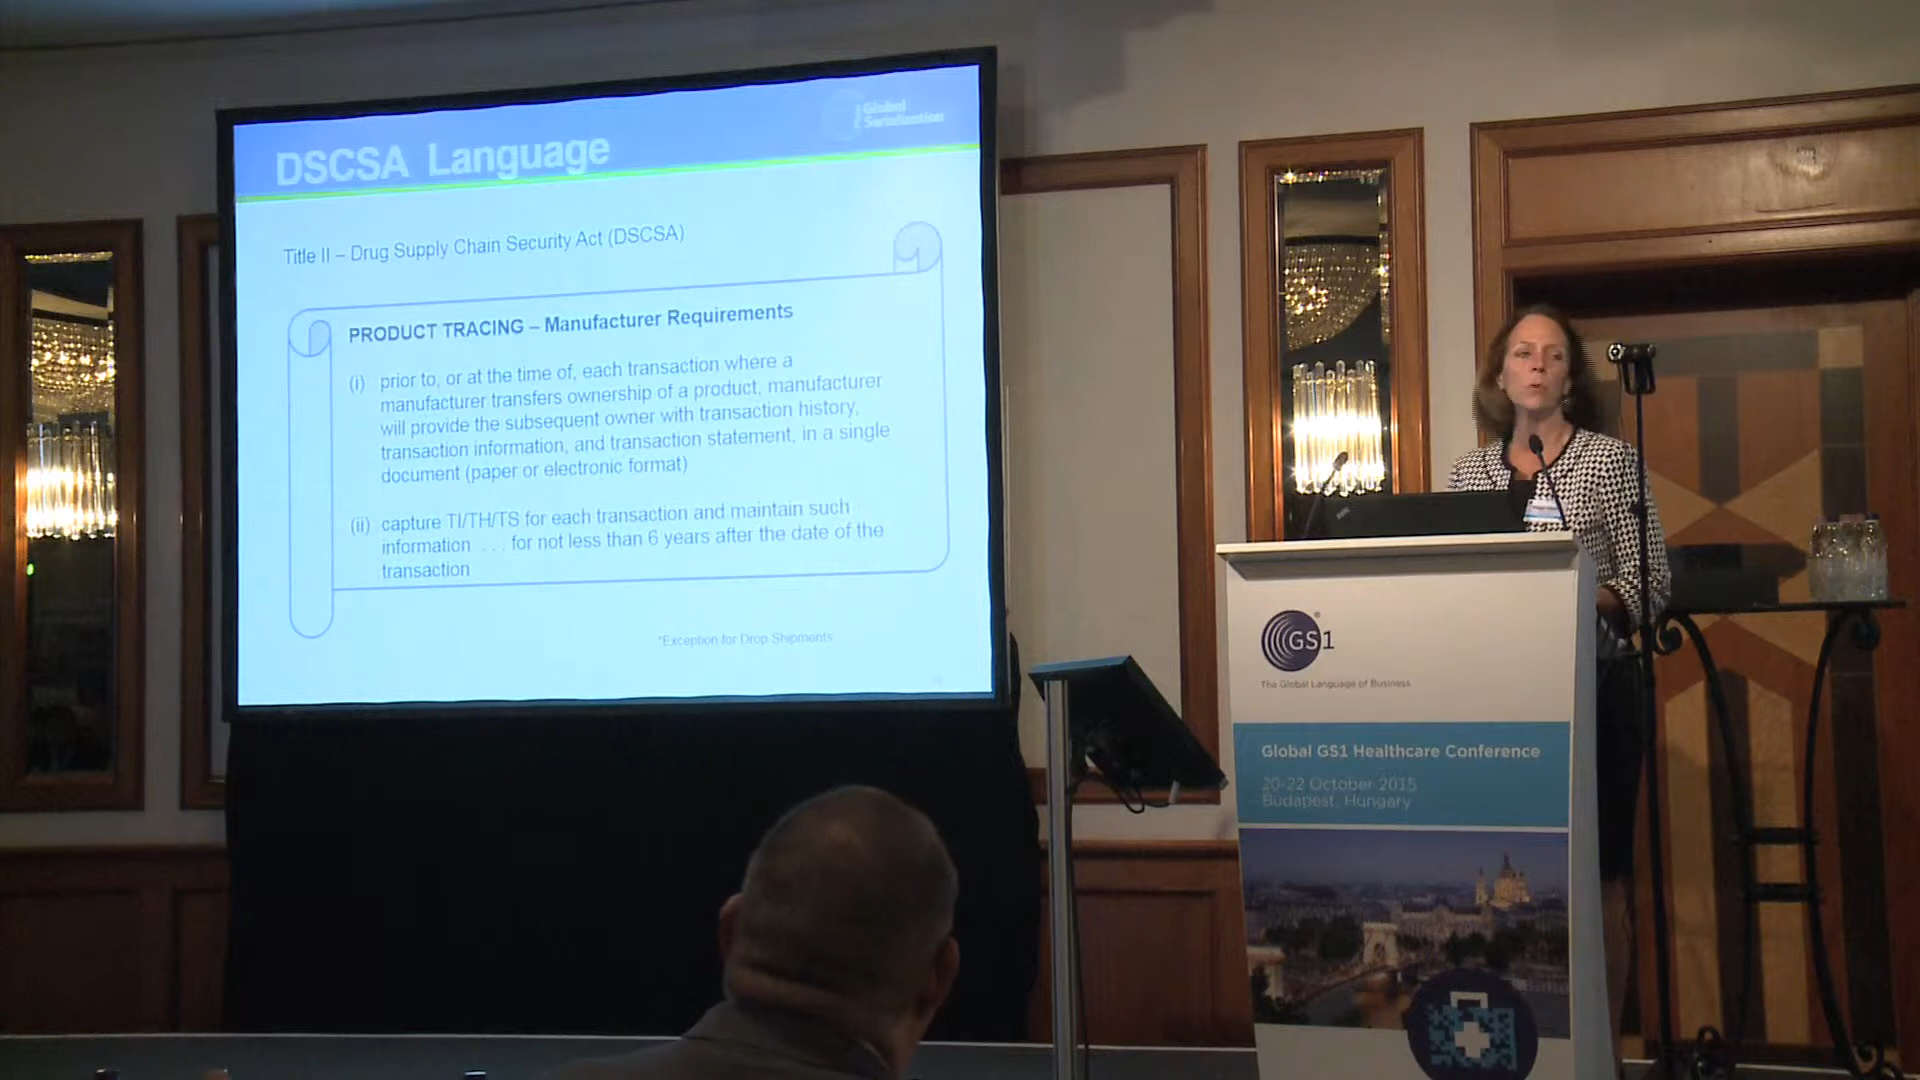 Global
Serialization
DSCSA Language
Title II – Drug Supply Chain Security Act (DSCSA)
PRODUCT TRACING – Manufacturer Requirements
(i) prior to, or at the time of, each transaction where a
manufacturer transfers ownership of a product, manufacturer
will provide the subsequent owner with transaction history,
transaction information, and transaction statement, in a single
document (paper or electronic format)
(ii) capture TI/TH/TS for each transaction and maintain such
information . . . for not less than 6 years after the date of the
transaction
*Exception for Drop Shipments
GS1
The Global Language of Business
Global GS1 Healthcare Conference
20-22 October 2015
Budapest, Hungary